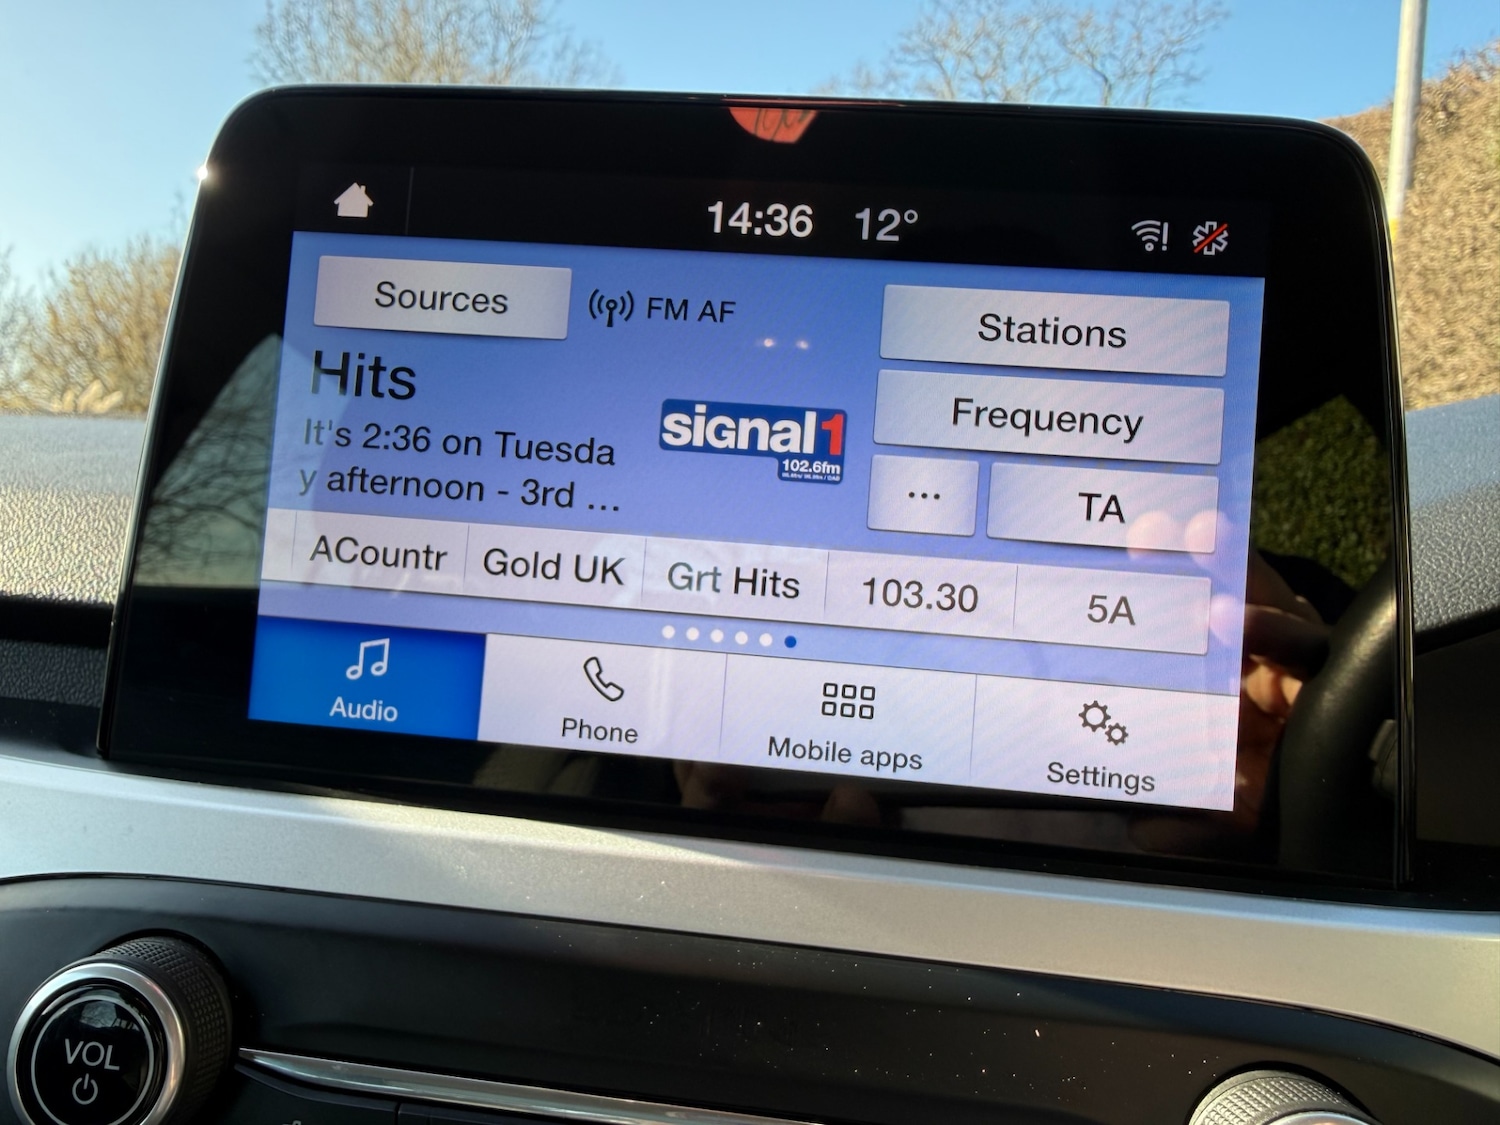 14:36 12°
Sources
FM AF
Stations
Hits
Frequency
It's 2:36 on Tuesda
y afternoon - 3rd ...
signal1
102.6fm
...
TA
ACountr
Gold UK
Grt Hits
103.30
5A
Audio
Phone
Mobile apps
Settings
VOL